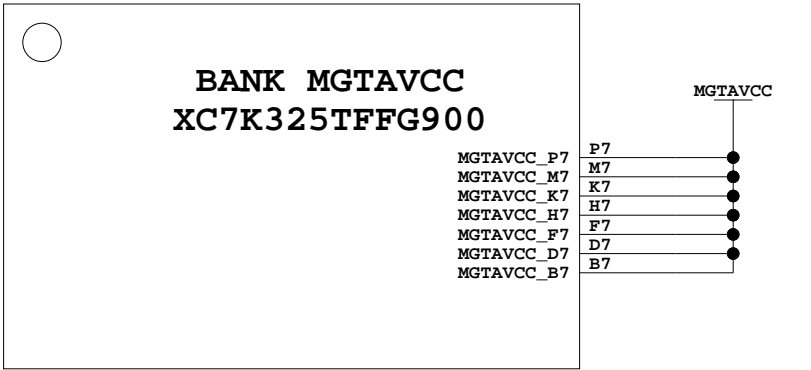 BANK MGTAVCC
XC7K325TFFG900
MGTAVCC
MGTAVCC_P7 P7
MGTAVCC_M7 M7
MGTAVCC_K7 K7
MGTAVCC_H7 H7
MGTAVCC_F7 F7
MGTAVCC_D7 D7
MGTAVCC_B7 B7